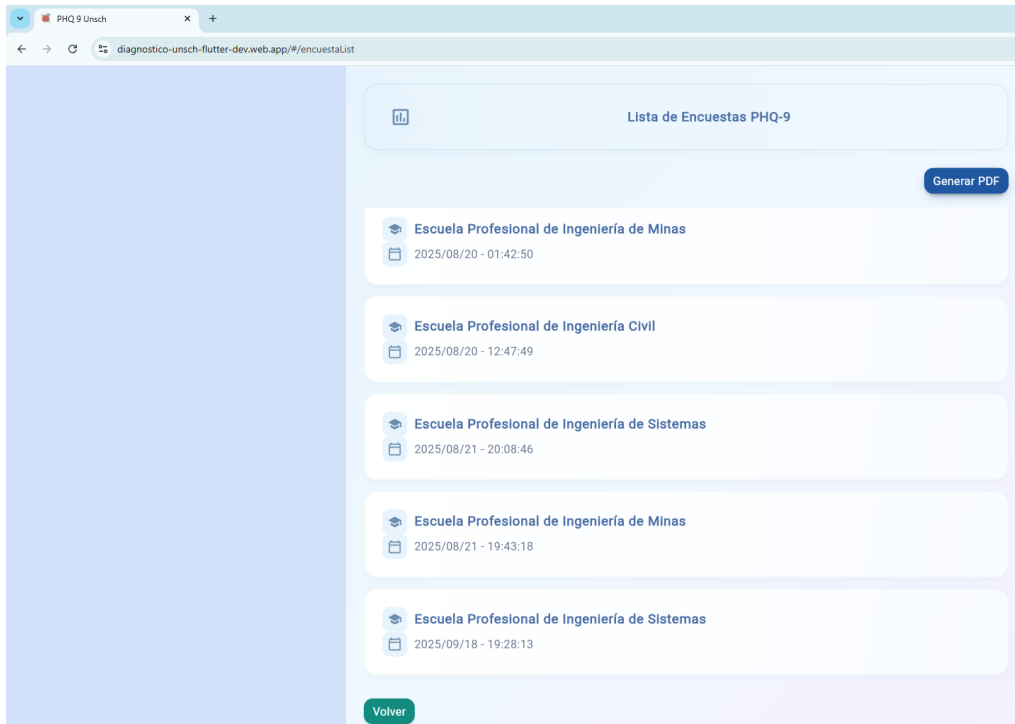 PHQ 9 Unsch
diagnostico-unsch-flutter-dev.web.app/#/encuestaList
Lista de Encuestas PHQ-9
Generar PDF
Escuela Profesional de Ingeniería de Minas
2025/08/20 - 01:42:50
Escuela Profesional de Ingeniería Civil
2025/08/20 - 12:47:49
Escuela Profesional de Ingeniería de Sistemas
2025/08/21 - 20:08:46
Escuela Profesional de Ingeniería de Minas
2025/08/21 - 19:43:18
Escuela Profesional de Ingeniería de Sistemas
2025/09/18 - 19:28:13
Volver